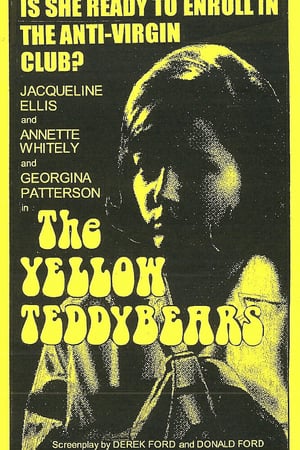 IS SHE READY TO ENROLL IN
THE ANTI-VIRGIN
CLUB?
JACQUELINE
ELLIS
and
ANNETTE
WHITELY
and
GEORGINA
PATTERSON
in
The
YELLOW
TEDDYBEARS
Screenplay by DEREK FORD and DONALD FORD